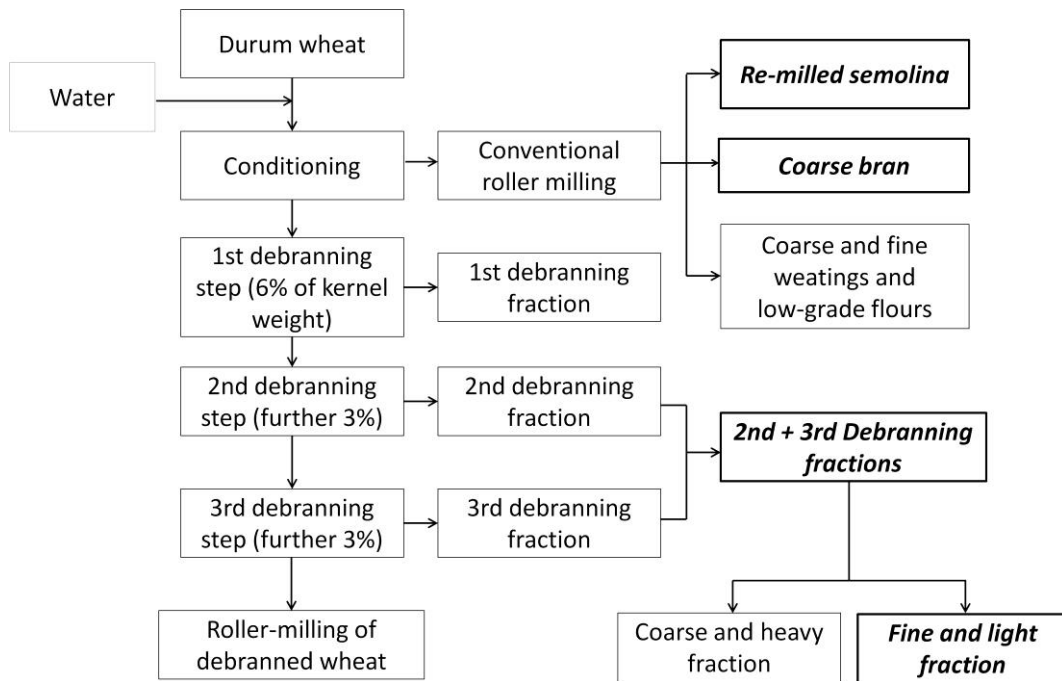 Durum wheat
Water
Re-milled semolina
Conditioning
Conventional
roller milling
Coarse bran
1st debranning
step (6% of kernel
weight)
1st debranning
fraction
Coarse and fine
weatings and
low-grade flours
2nd debranning
step (further 3%)
2nd debranning
fraction
2nd + 3rd Debranning
fractions
3rd debranning
step (further 3%)
3rd debranning
fraction
Roller-milling of
debranned wheat
Coarse and heavy
fraction
Fine and light
fraction